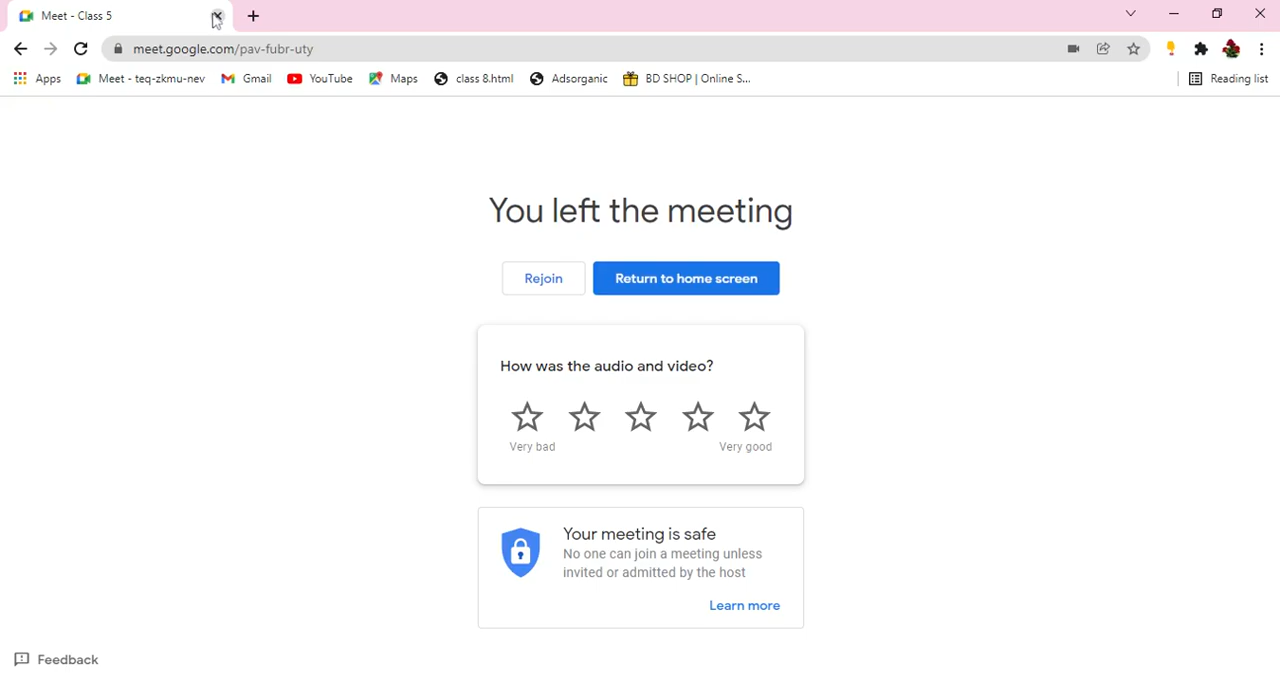 Meet - Class 5
meet.google.com/pav-fubr-uty
Apps Meet - teq-zkmu-nev Gmail YouTube Maps class 8.html Adsorganic BD SHOP | Online S... Reading list
You left the meeting
Rejoin Return to home screen
How was the audio and video?
Very bad Very good
Your meeting is safe
No one can join a meeting unless
invited or admitted by the host
Learn more
Feedback